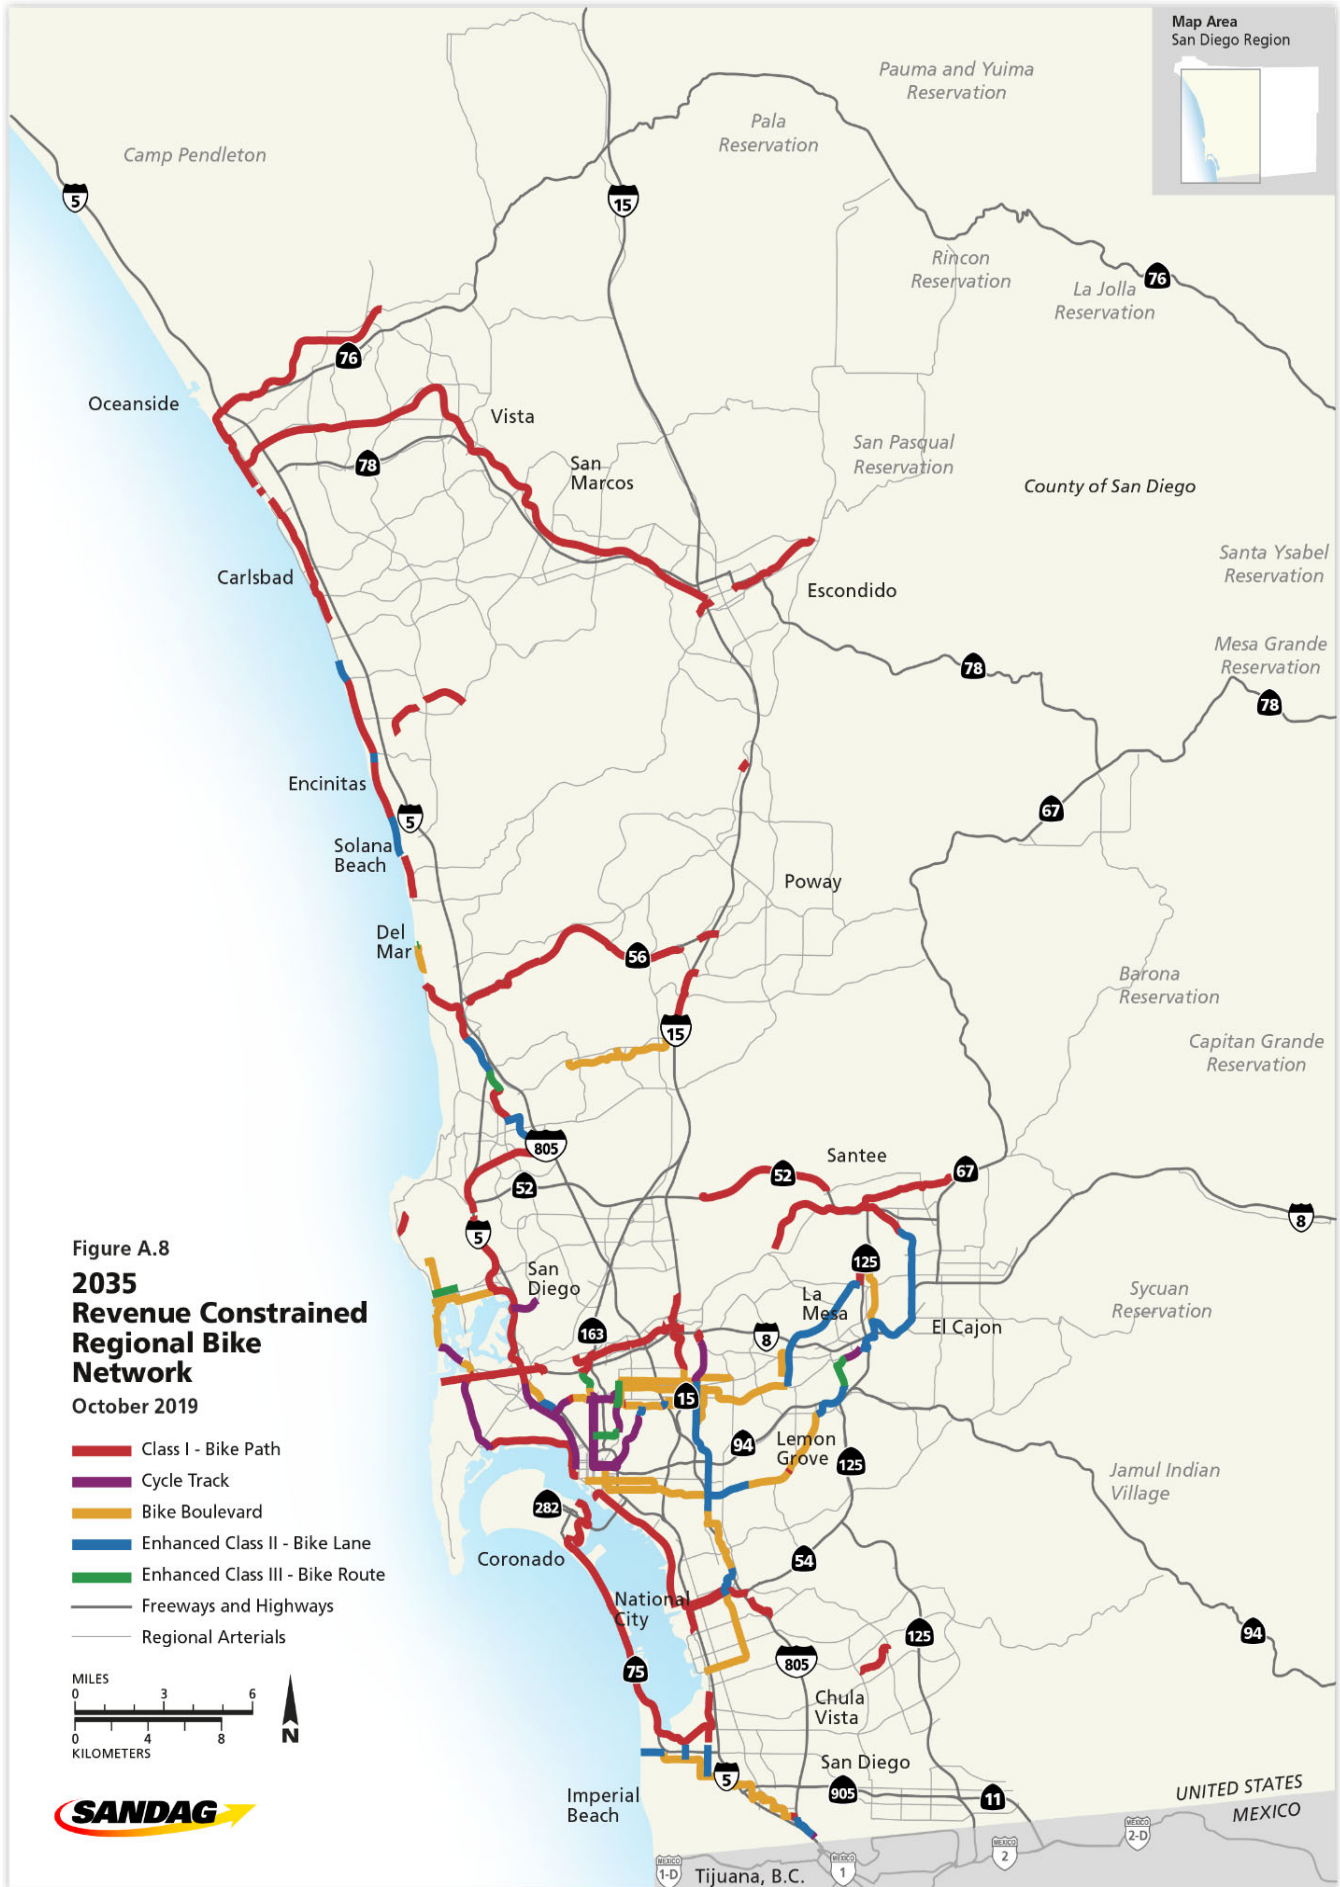 Map Area
San Diego Region
Pauma and Yuima
Reservation
Pala
Reservation
Camp Pendleton
5
15
Rincon
Reservation
La Jolla
Reservation
76
76
Oceanside
Vista
78
San
Marcos
San Pasqual
Reservation
County of San Diego
Santa Ysabel
Reservation
Carlsbad
Escondido
Mesa Grande
Reservation
78
78
Encinitas
5
67
Solana
Beach
Poway
Del
Mar
56
Barona
Reservation
15
Capitan Grande
Reservation
805
Santee
52
67
52
5
8
Figure A.8
2035
Revenue Constrained
Regional Bike
Network
October 2019
San
Diego
125
La
Mesa
Sycuan
Reservation
163
8
El Cajon
15
94
Lemon
Grove
125
Jamul Indian
Village
282
Coronado
54
National
City
125
94
75
805
Chula
Vista
San Diego
5
905
11
Imperial
Beach
Class I - Bike Path
Cycle Track
Bike Boulevard
Enhanced Class II - Bike Lane
Enhanced Class III - Bike Route
Freeways and Highways
Regional Arterials
MILES
0 3 6
0 4 8
KILOMETERS
N
SANDAG
UNITED STATES
MEXICO
MEXICO
2-D
MEXICO
2
MEXICO
1-D
Tijuana, B.C.
MEXICO
1